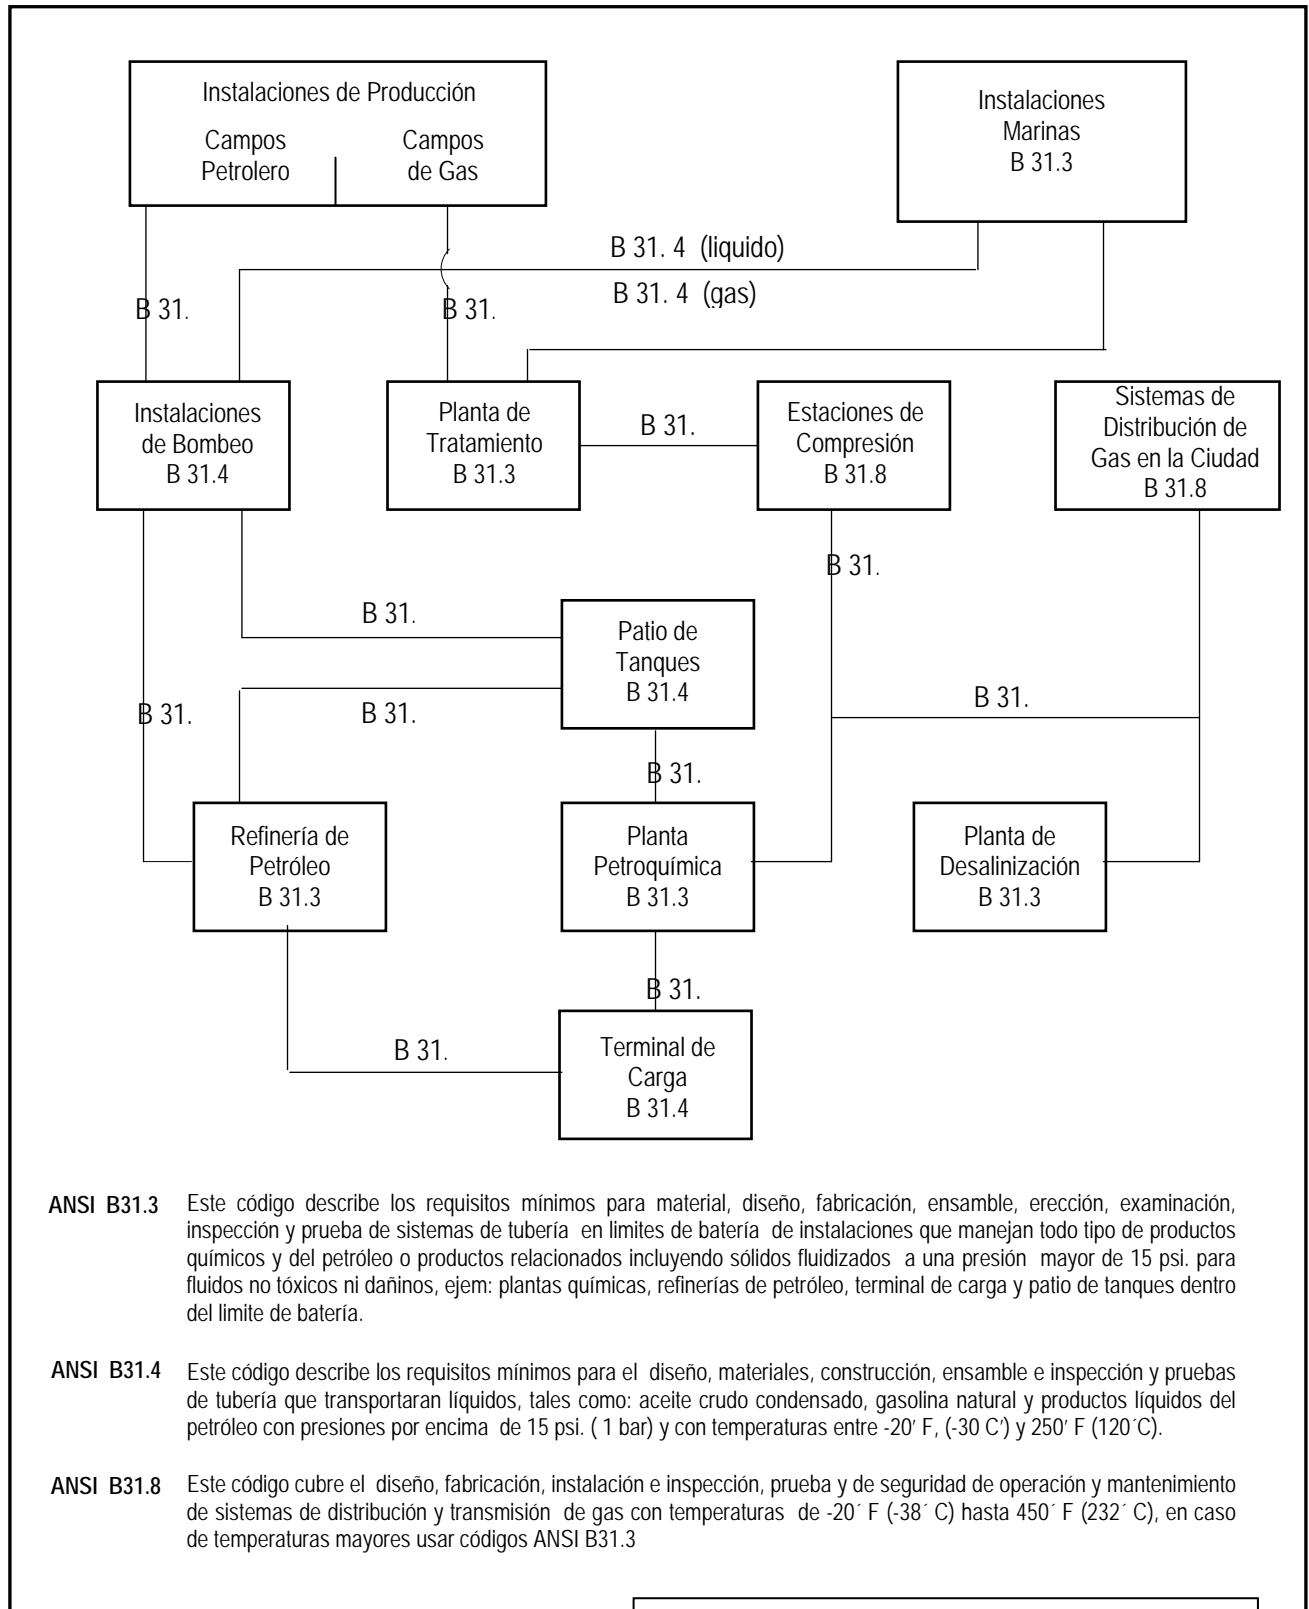 Instalaciones de Producción
Campos
Petrolero
Campos
de Gas
Instalaciones
Marinas
B 31.3
B 31. 4 (liquido)
B 31. 4 (gas)
B 31.
B 31.
Instalaciones
de Bombeo
B 31.4
Planta de
Tratamiento
B 31.3
B 31.
Estaciones de
Compresión
B 31.8
Sistemas de
Distribución de
Gas en la Ciudad
B 31.8
B 31.
B 31.
Patio de
Tanques
B 31.4
B 31.
B 31.
B 31.
B 31.
Refinería de
Petróleo
B 31.3
Planta
Petroquímica
B 31.3
Planta de
Desalinización
B 31.3
B 31.
B 31.
Terminal de
Carga
B 31.4
ANSI B31.3 Este código describe los requisitos mínimos para material, diseño, fabricación, ensamble, erección, examinación,
inspección y prueba de sistemas de tubería en limites de batería de instalaciones que manejan todo tipo de productos
químicos y del petróleo o productos relacionados incluyendo sólidos fluidizados a una presión mayor de 15 psi. para
fluidos no tóxicos ni dañinos, ejem: plantas químicas, refinerías de petróleo, terminal de carga y patio de tanques dentro
del limite de batería.
ANSI B31.4 Este código describe los requisitos mínimos para el diseño, materiales, construcción, ensamble e inspección y pruebas
de tubería que transportaran líquidos, tales como: aceite crudo condensado, gasolina natural y productos líquidos del
petróleo con presiones por encima de 15 psi. ( 1 bar) y con temperaturas entre -20' F, (-30 C') y 250' F (120´C).
ANSI B31.8 Este código cubre el diseño, fabricación, instalación e inspección, prueba y de seguridad de operación y mantenimiento
de sistemas de distribución y transmisión de gas con temperaturas de -20´ F (-38´ C) hasta 450´ F (232´ C), en caso
de temperaturas mayores usar códigos ANSI B31.3